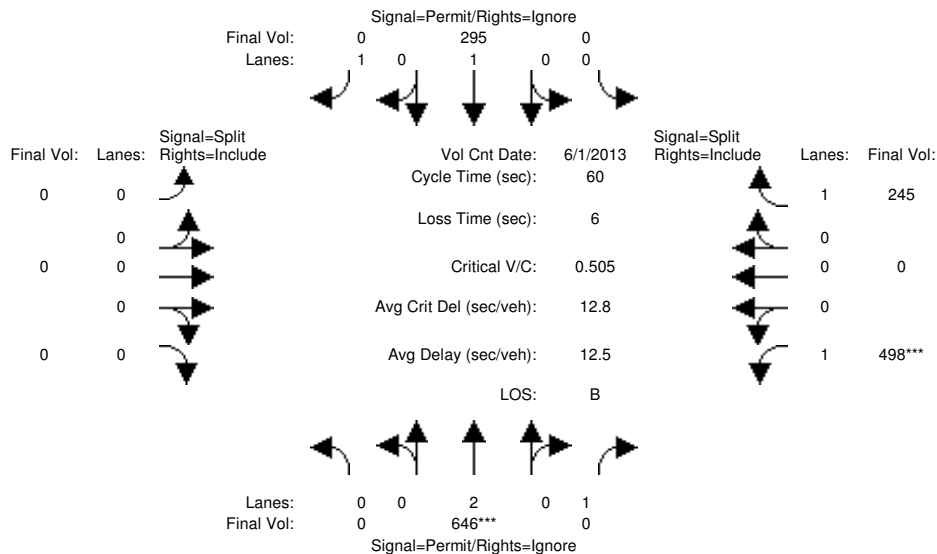 Signal=Permit/Rights=Ignore
Final Vol: 0 295 0
Lanes: 1 0 1 0 0
Signal=Split
Final Vol: Lanes: Rights=Include
Vol Cnt Date: 6/1/2013
Signal=Split
Rights=Include Lanes: Final Vol:
Cycle Time (sec): 60
0 0
1 245
Loss Time (sec): 6
0
0
0 0
Critical V/C: 0.505
0 0
0
Avg Crit Del (sec/veh): 12.8
0
0 0
Avg Delay (sec/veh): 12.5
1 498***
LOS: B
Lanes: 0 0 2 0 1
Final Vol: 0 646*** 0
Signal=Permit/Rights=Ignore